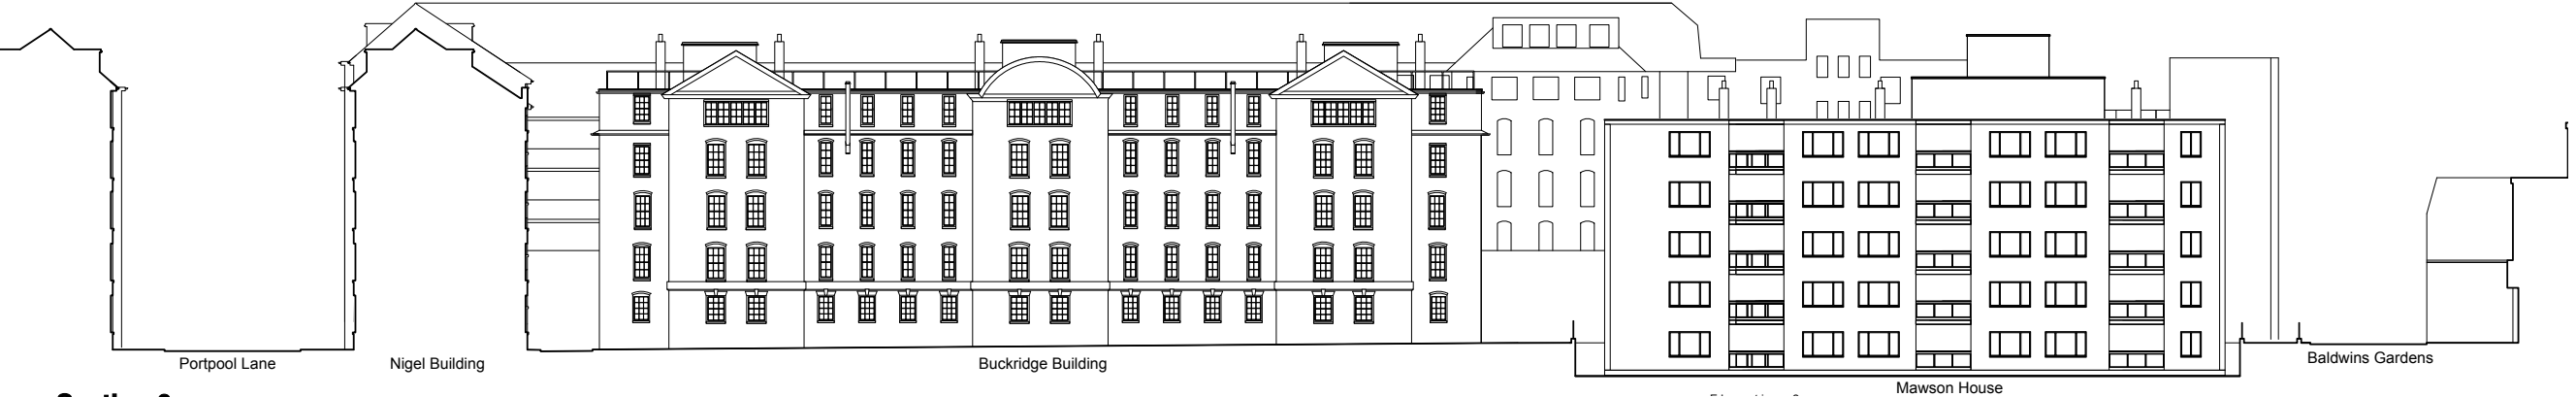 Portpool Lane
Nigel Building
Buckridge Building
Mawson House
Baldwins Gardens